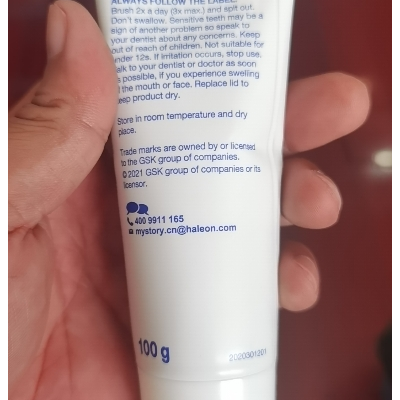 ALWAYS FOLLOW THE LABEL.
Brush 2x a day (3x max.) and spit out.
Don't swallow. Sensitive teeth may be a
sign of another problem so speak to
your dentist about any concerns. Keep
out of reach of children. Not suitable for
under 12s. If irritation occurs, stop use.
alk to your dentist or doctor as soon
s possible, if you experience swelling
the mouth or face. Replace lid to
eep product dry.
Store in room temperature and dry
place.
Trade marks are owned by or licensed
to the GSK group of companies.
© 2021 GSK group of companies or its
licensor.
400 9911 165
mystory.cn@haleon.com
100 g
2020301201